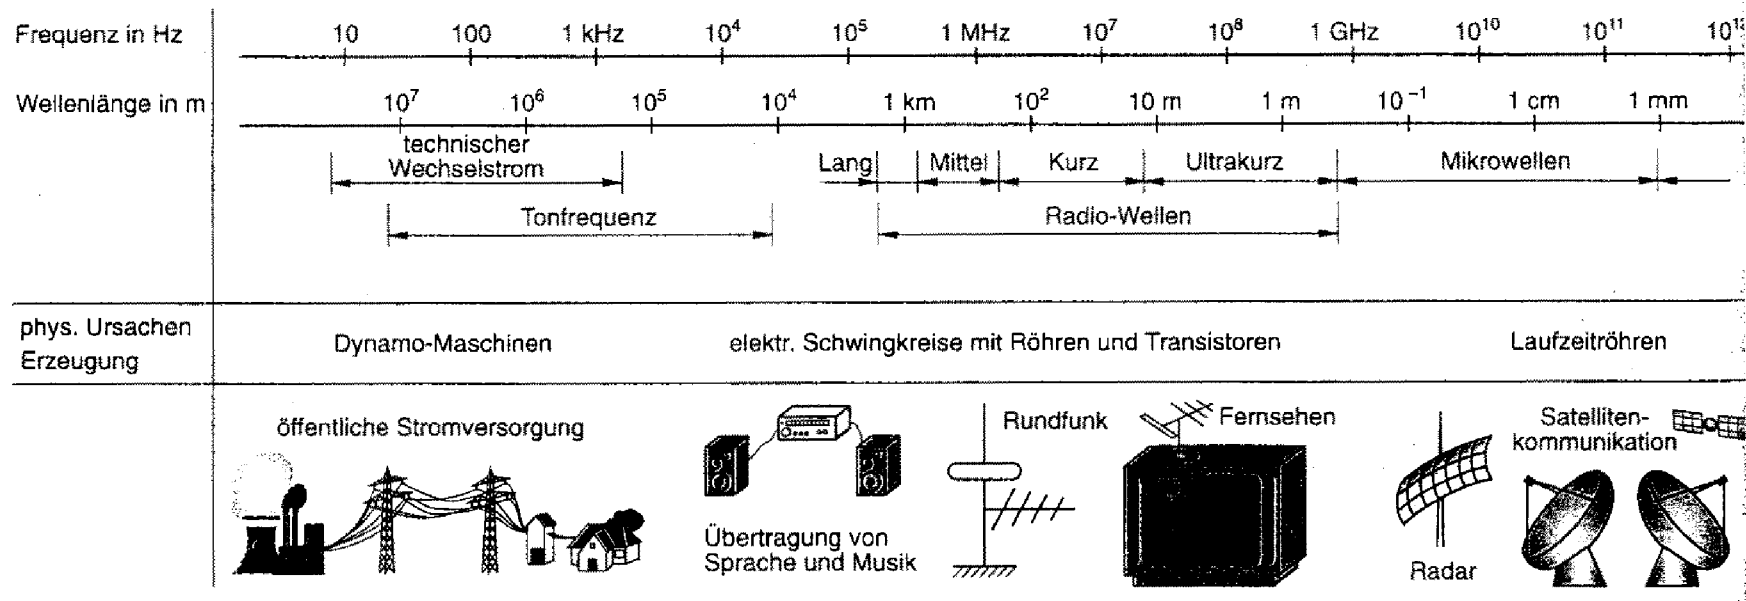 Frequenz in Hz 10 100 1 kHz 10⁴ 10⁵ 1 MHz 10⁷ 10⁸ 1 GHz 10¹⁰ 10¹¹
Wellenlänge in m 10⁷ 10⁶ 10⁵ 10⁴ 1 km 10² 10 m 1 m 10⁻¹ 1 cm 1 mm
technischer
Wechselstrom Lang Mittel Kurz Ultrakurz Mikrowellen
Tonfrequenz Radio-Wellen
phys. Ursachen
Erzeugung Dynamo-Maschinen elektr. Schwingkreise mit Röhren und Transistoren Laufzeitröhren
öffentliche Stromversorgung
Übertragung von
Sprache und Musik
Rundfunk
Fernsehen
Radar
Satelliten-
kommunikation